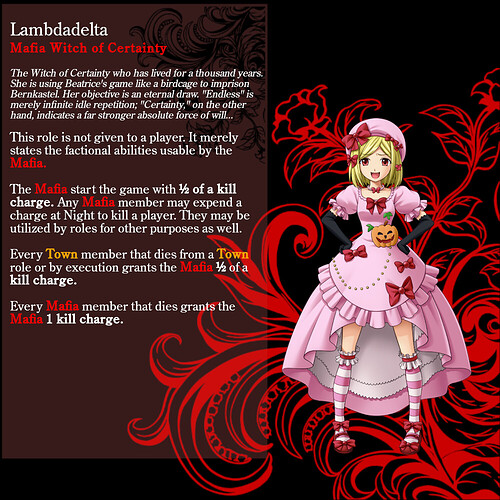 Lambdadelta
Mafia Witch of Certainty
The Witch of Certainty who has lived for a thousand years.
She is using Beatrice's game like a birdcage to imprison
Bernkastel. Her objective is an eternal draw. "Endless" is
merely infinite idle repetition; "Certainty," on the other
hand, indicates a far stronger absolute force of will...
This role is not given to a player. It merely
states the factional abilities usable by the
Mafia.
The Mafia start the game with ½ of a kill
charge. Any Mafia member may expend a
charge at Night to kill a player. They may be
utilized by roles for other purposes as well.
Every Town member that dies from a Town
role or by execution grants the Mafia ½ of a
kill charge.
Every Mafia member that dies grants the
Mafia 1 kill charge.